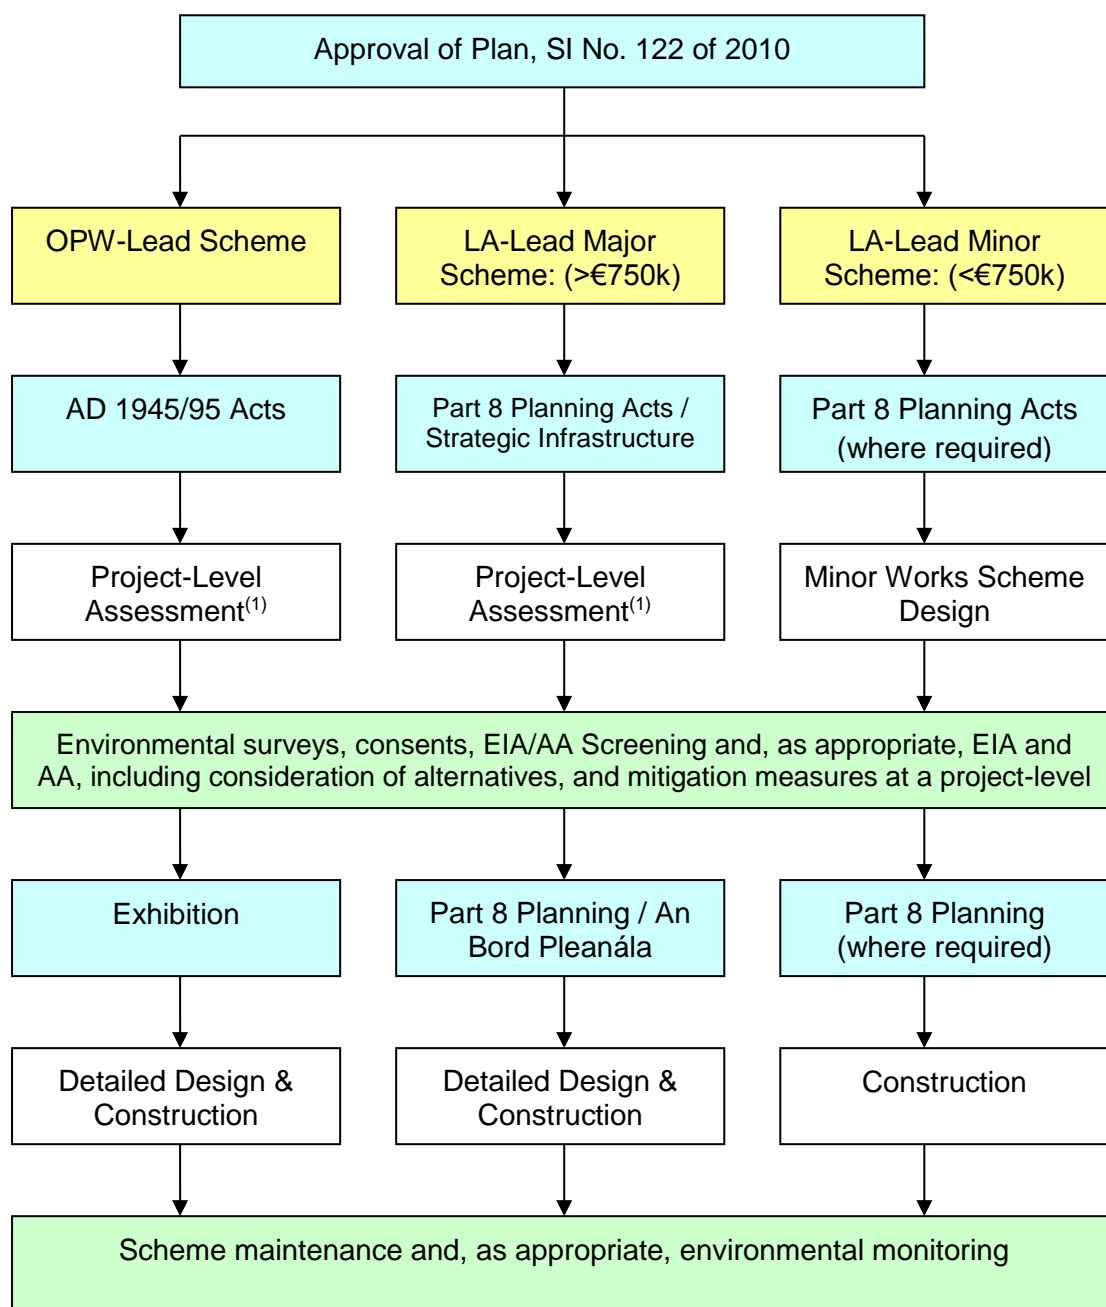 Approval of Plan, SI No. 122 of 2010
OPW-Lead Scheme
LA-Lead Major
Scheme: (>€750k)
LA-Lead Minor
Scheme: (<€750k)
AD 1945/95 Acts
Part 8 Planning Acts /
Strategic Infrastructure
Part 8 Planning Acts
(where required)
Project-Level
Assessment(1)
Project-Level
Assessment(1)
Minor Works Scheme
Design
Environmental surveys, consents, EIA/AA Screening and, as appropriate, EIA and
AA, including consideration of alternatives, and mitigation measures at a project-level
Exhibition
Part 8 Planning / An
Bord Pleanála
Part 8 Planning
(where required)
Detailed Design &
Construction
Detailed Design &
Construction
Construction
Scheme maintenance and, as appropriate, environmental monitoring